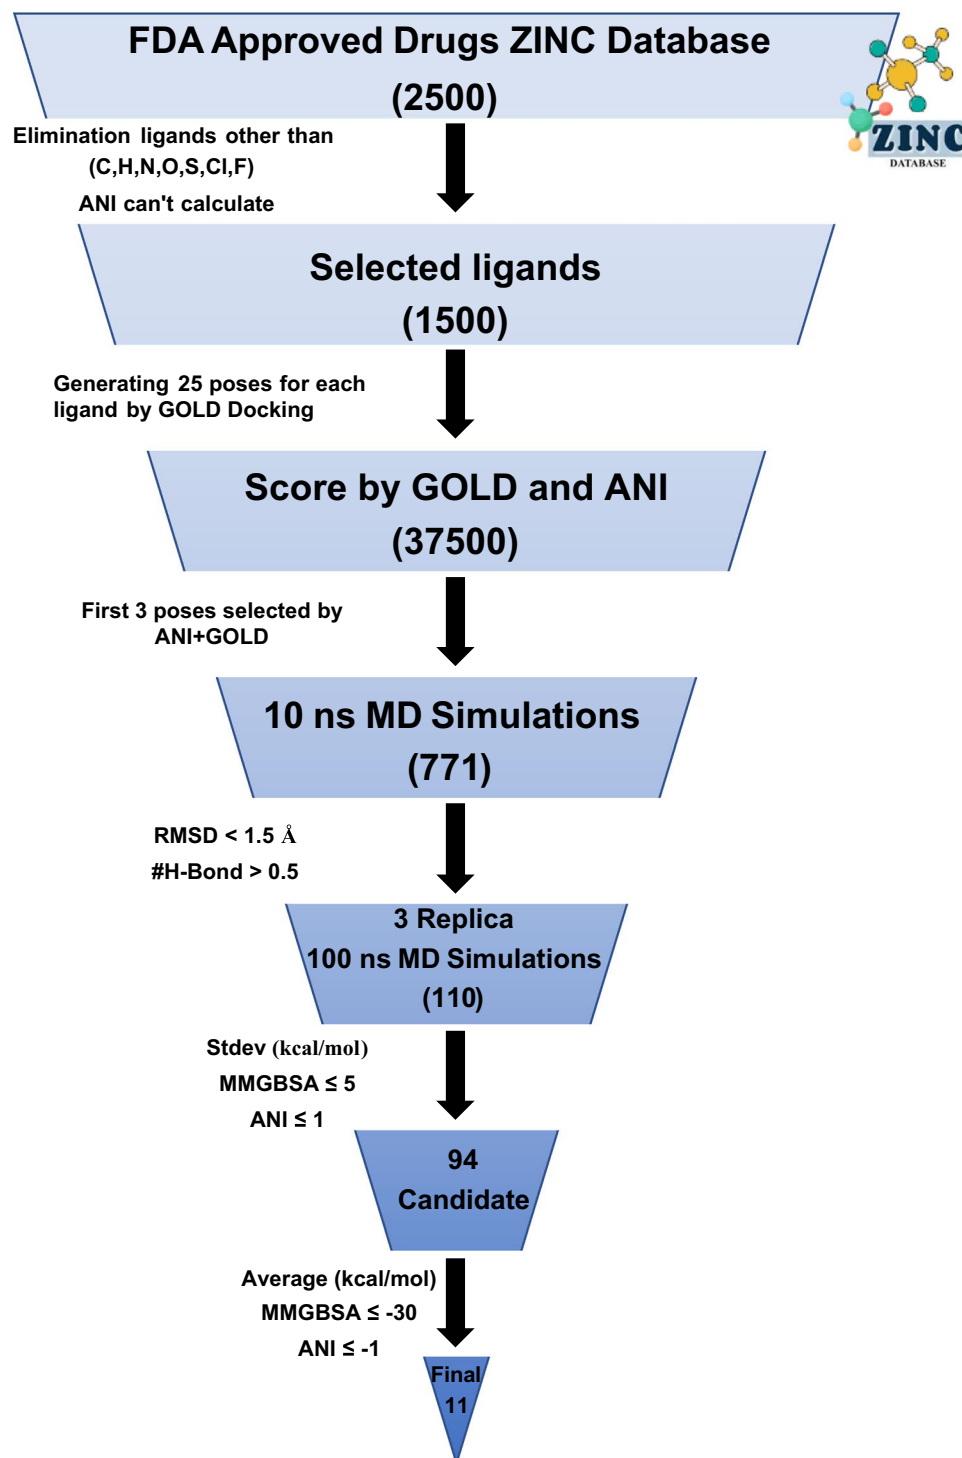 FDA Approved Drugs ZINC Database
(2500)
ZINC
DATABASE
Elimination ligands other than
(C,H,N,O,S,Cl,F)
ANI can't calculate
Selected ligands
(1500)
Generating 25 poses for each
ligand by GOLD Docking
Score by GOLD and ANI
(37500)
First 3 poses selected by
ANI+GOLD
10 ns MD Simulations
(771)
RMSD < 1.5 Å
#H-Bond > 0.5
3 Replica
100 ns MD Simulations
(110)
Stdev (kcal/mol)
MMGBSA ≤ 5
ANI ≤ 1
94
Candidate
Average (kcal/mol)
MMGBSA ≤ -30
ANI ≤ -1
Final
11